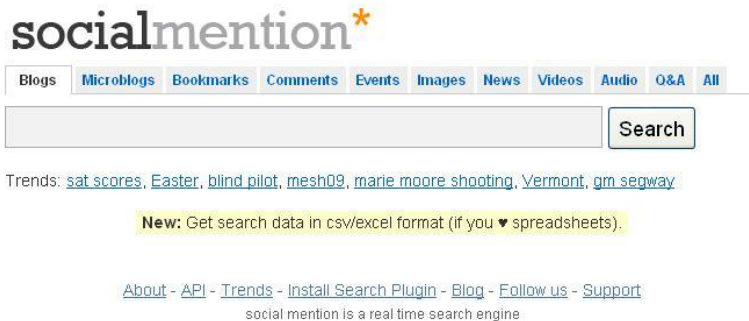 socialmention*
Blogs Microblogs Bookmarks Comments Events Images News Videos Audio Q&A All
Search
Trends: sat scores, Easter, blind pilot, mesh09, marie moore shooting, Vermont, gm segway
New: Get search data in csv/excel format (if you ♥ spreadsheets).
About - API - Trends - Install Search Plugin - Blog - Follow us - Support
social mention is a real time search engine